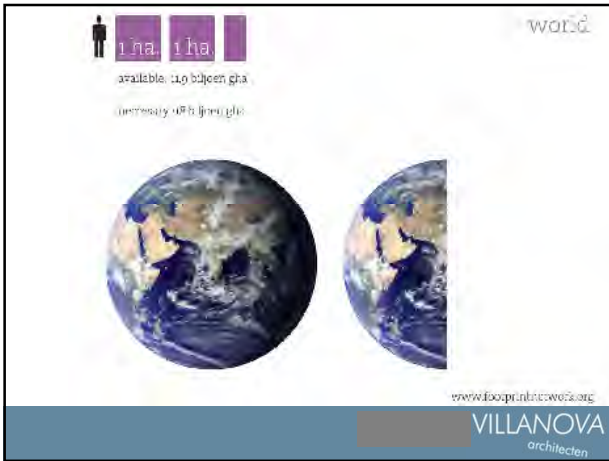 world
1 ha. 1 ha.
available: 11,9 biljoen gha
necessary biljoen gha
www.footprintnetwork.org
VILLANOVA
architecten